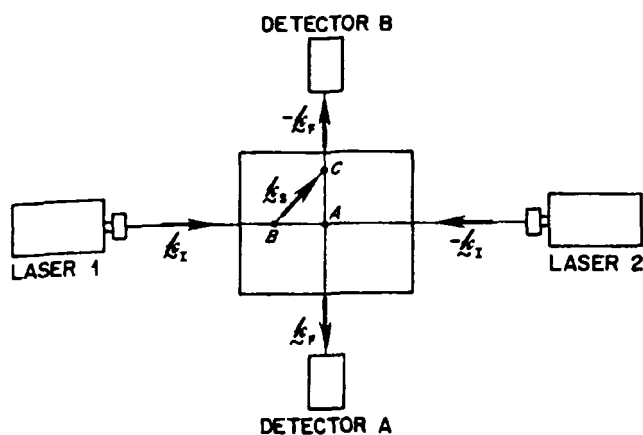 DETECTOR B
-k_F
C
k_S
B
A
k_I
-k_I
LASER 1
LASER 2
k_F
DETECTOR A